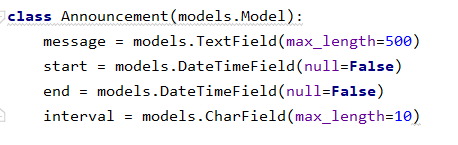 class Announcement(models.Model):
    message = models.TextField(max_length=500)
    start = models.DateTimeField(null=False)
    end = models.DateTimeField(null=False)
    interval = models.CharField(max_length=10)